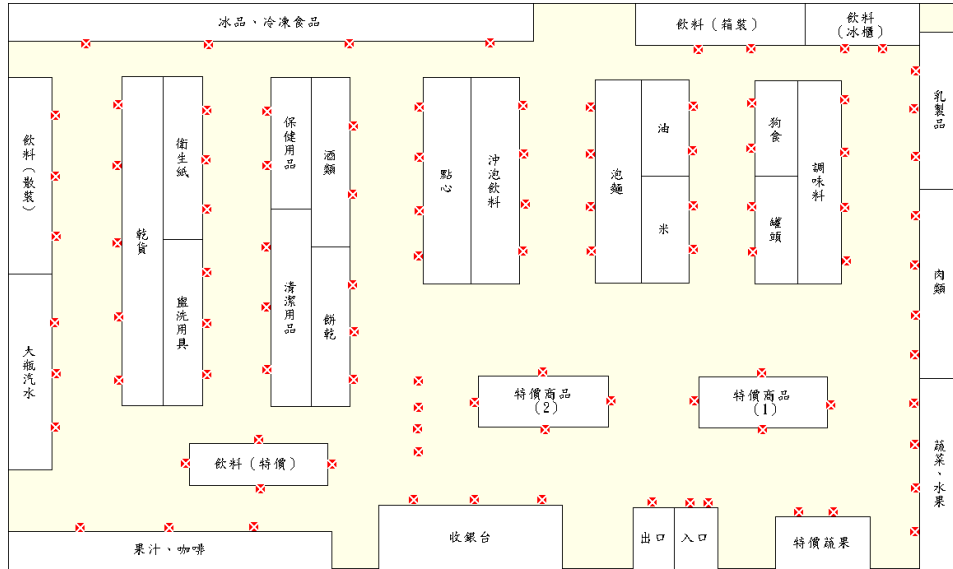 冰品、冷凍食品
飲料(箱裝)
飲料
(冰櫃)
飲料(散裝)
大瓶汽水
乾貨
衛生紙
盥洗用具
保健用品
清潔用品
酒類
餅乾
點心
沖泡飲料
泡麵
油
米
狗食
罐頭
調味料
乳製品
肉類
蔬菜、水果
特價商品
(2)
特價商品
(1)
飲料(特價)
果汁、咖啡
收銀台
出口
入口
特價蔬果